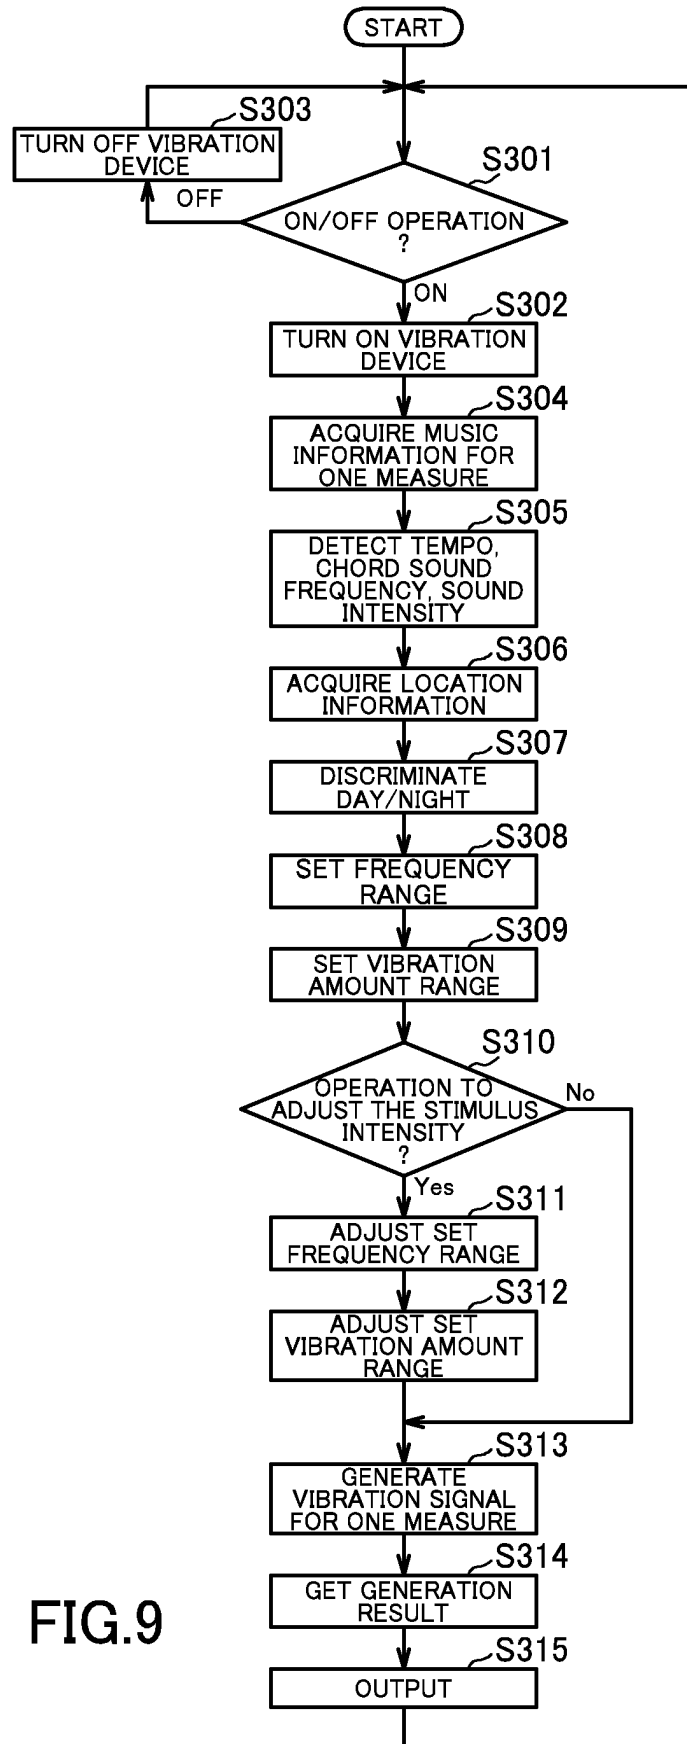 START
S303
TURN OFF VIBRATION
DEVICE
S301
OFF
ON/OFF OPERATION
?
ON
S302
TURN ON VIBRATION
DEVICE
S304
ACQUIRE MUSIC
INFORMATION FOR
ONE MEASURE
S305
DETECT TEMPO,
CHORD SOUND
FREQUENCY, SOUND
INTENSITY
S306
ACQUIRE LOCATION
INFORMATION
S307
DISCRIMINATE
DAY/NIGHT
S308
SET FREQUENCY
RANGE
S309
SET VIBRATION
AMOUNT RANGE
S310
OPERATION TO
ADJUST THE STIMULUS
INTENSITY
?
No
Yes
S311
ADJUST SET
FREQUENCY RANGE
S312
ADJUST SET
VIBRATION AMOUNT
RANGE
S313
GENERATE
VIBRATION SIGNAL
FOR ONE MEASURE
S314
GET GENERATION
RESULT
S315
OUTPUT
FIG.9